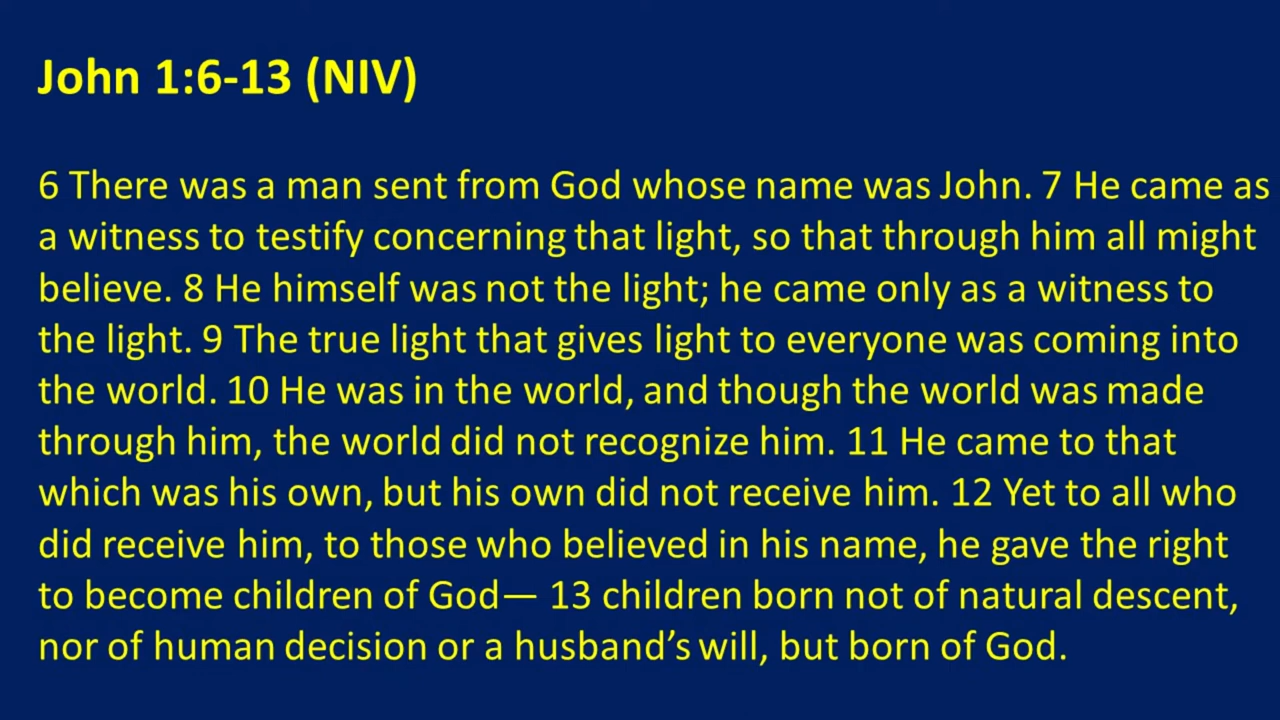 John 1:6-13 (NIV)
6 There was a man sent from God whose name was John. 7 He came as
a witness to testify concerning that light, so that through him all might
believe. 8 He himself was not the light; he came only as a witness to
the light. 9 The true light that gives light to everyone was coming into
the world. 10 He was in the world, and though the world was made
through him, the world did not recognize him. 11 He came to that
which was his own, but his own did not receive him. 12 Yet to all who
did receive him, to those who believed in his name, he gave the right
to become children of God— 13 children born not of natural descent,
nor of human decision or a husband’s will, but born of God.